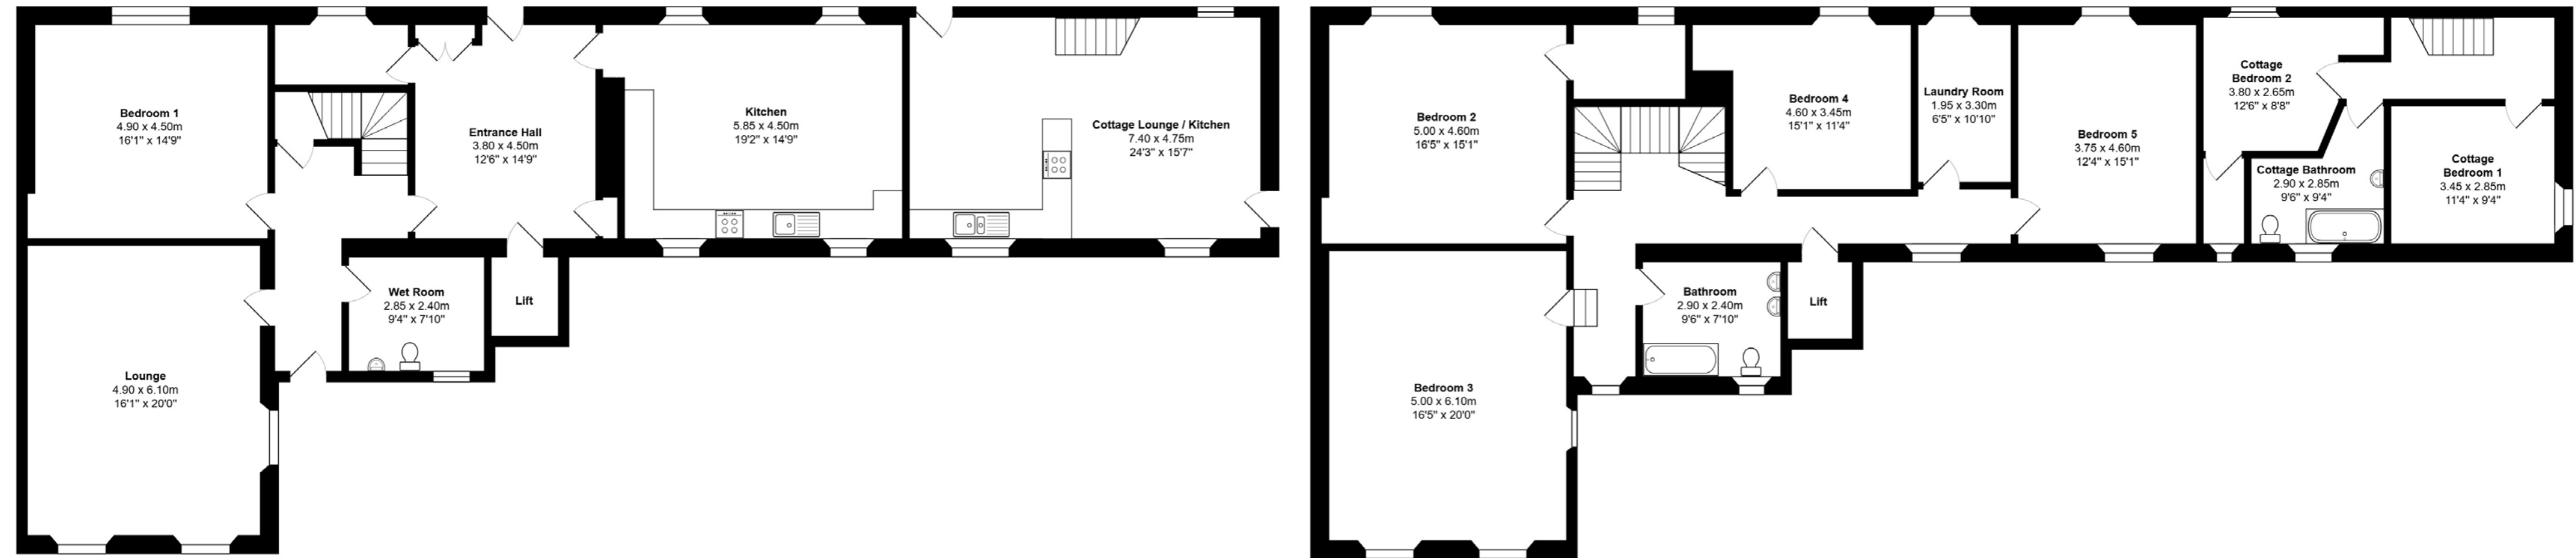 Bedroom 1
4.90 x 4.50m
16'1" x 14'9"
Entrance Hall
3.80 x 4.50m
12'6" x 14'9"
Kitchen
5.85 x 4.50m
19'2" x 14'9"
Cottage Lounge / Kitchen
7.40 x 4.75m
24'3" x 15'7"
Wet Room
2.85 x 2.40m
9'4" x 7'10"
Lift
Lounge
4.90 x 6.10m
16'1" x 20'0"
Bedroom 2
5.00 x 4.60m
16'5" x 15'1"
Bedroom 4
4.60 x 3.45m
15'1" x 11'4"
Laundry Room
1.95 x 3.30m
6'5" x 10'10"
Bedroom 5
3.75 x 4.60m
12'4" x 15'1"
Cottage
Bedroom 2
3.80 x 2.65m
12'6" x 8'8"
Cottage Bathroom
2.90 x 2.85m
9'6" x 9'4"
Cottage
Bedroom 1
3.45 x 2.85m
11'4" x 9'4"
Bathroom
2.90 x 2.40m
9'6" x 7'10"
Lift
Bedroom 3
5.00 x 6.10m
16'5" x 20'0"